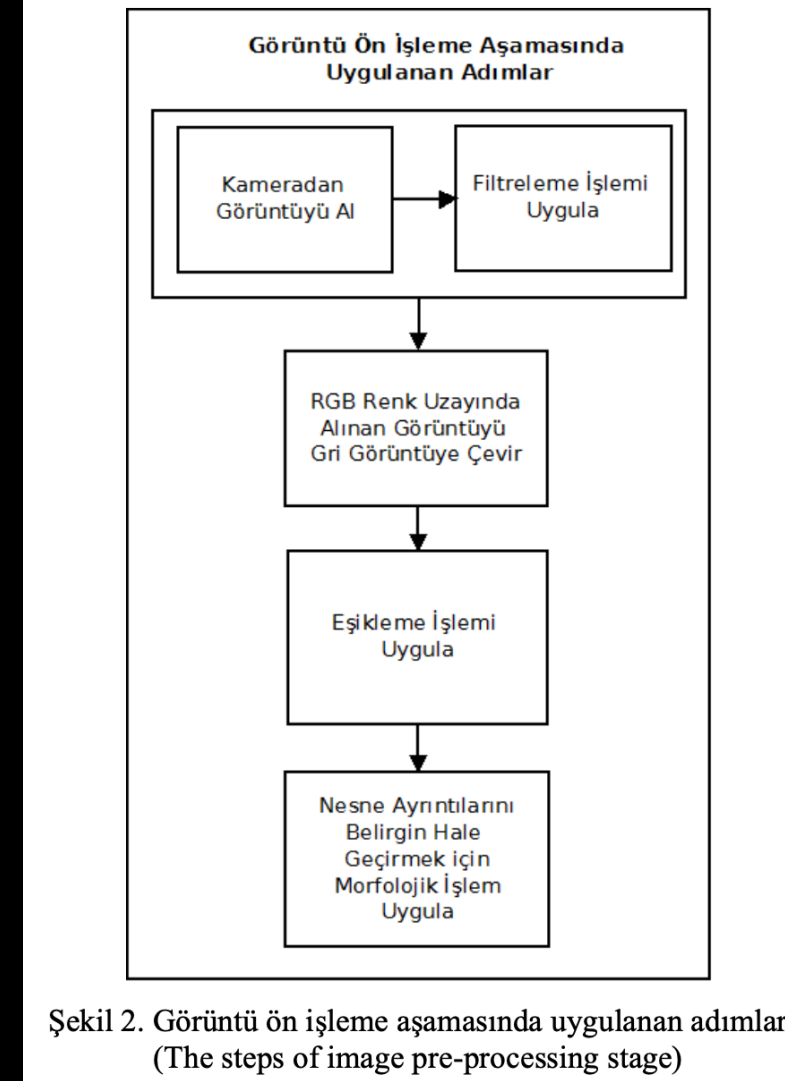 Görüntü Ön İşleme Aşamasında
Uygulanan Adımlar
Kameradan
Görüntüyü Al
Filtreleme İşlemi
Uygula
RGB Renk Uzayında
Alınan Görüntüyü
Gri Görüntüye Çevir
Eşikleme İşlemi
Uygula
Nesne Ayrıntılarını
Belirgin Hale
Geçirmek için
Morfolojik İşlem
Uygula
Şekil 2. Görüntü ön işleme aşamasında uygulanan adımlar
(The steps of image pre-processing stage)